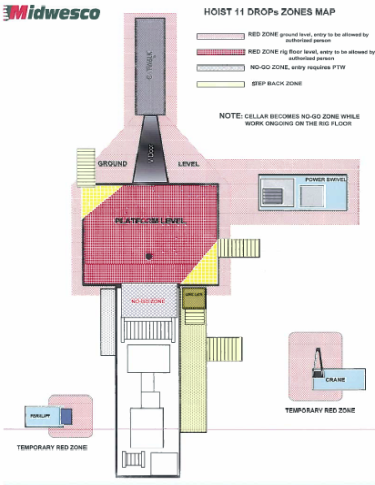 Midwesco
HOIST 11 DROPs ZONES MAP
RED ZONE ground level, entry to be allowed by
authorized person
RED ZONE rig floor level, entry to be allowed by
authorized person
NO-GO ZONE, entry requires PTW
STEP BACK ZONE
NOTE: CELLAR BECOMES NO-GO ZONE WHILE
WORK ONGOING ON THE RIG FLOOR
GROUND LEVEL
POWER SWIVEL
PLATFORM LEVEL
NO-GO ZONE
CRANE
TEMPORARY RED ZONE
FORKLIFT
TEMPORARY RED ZONE